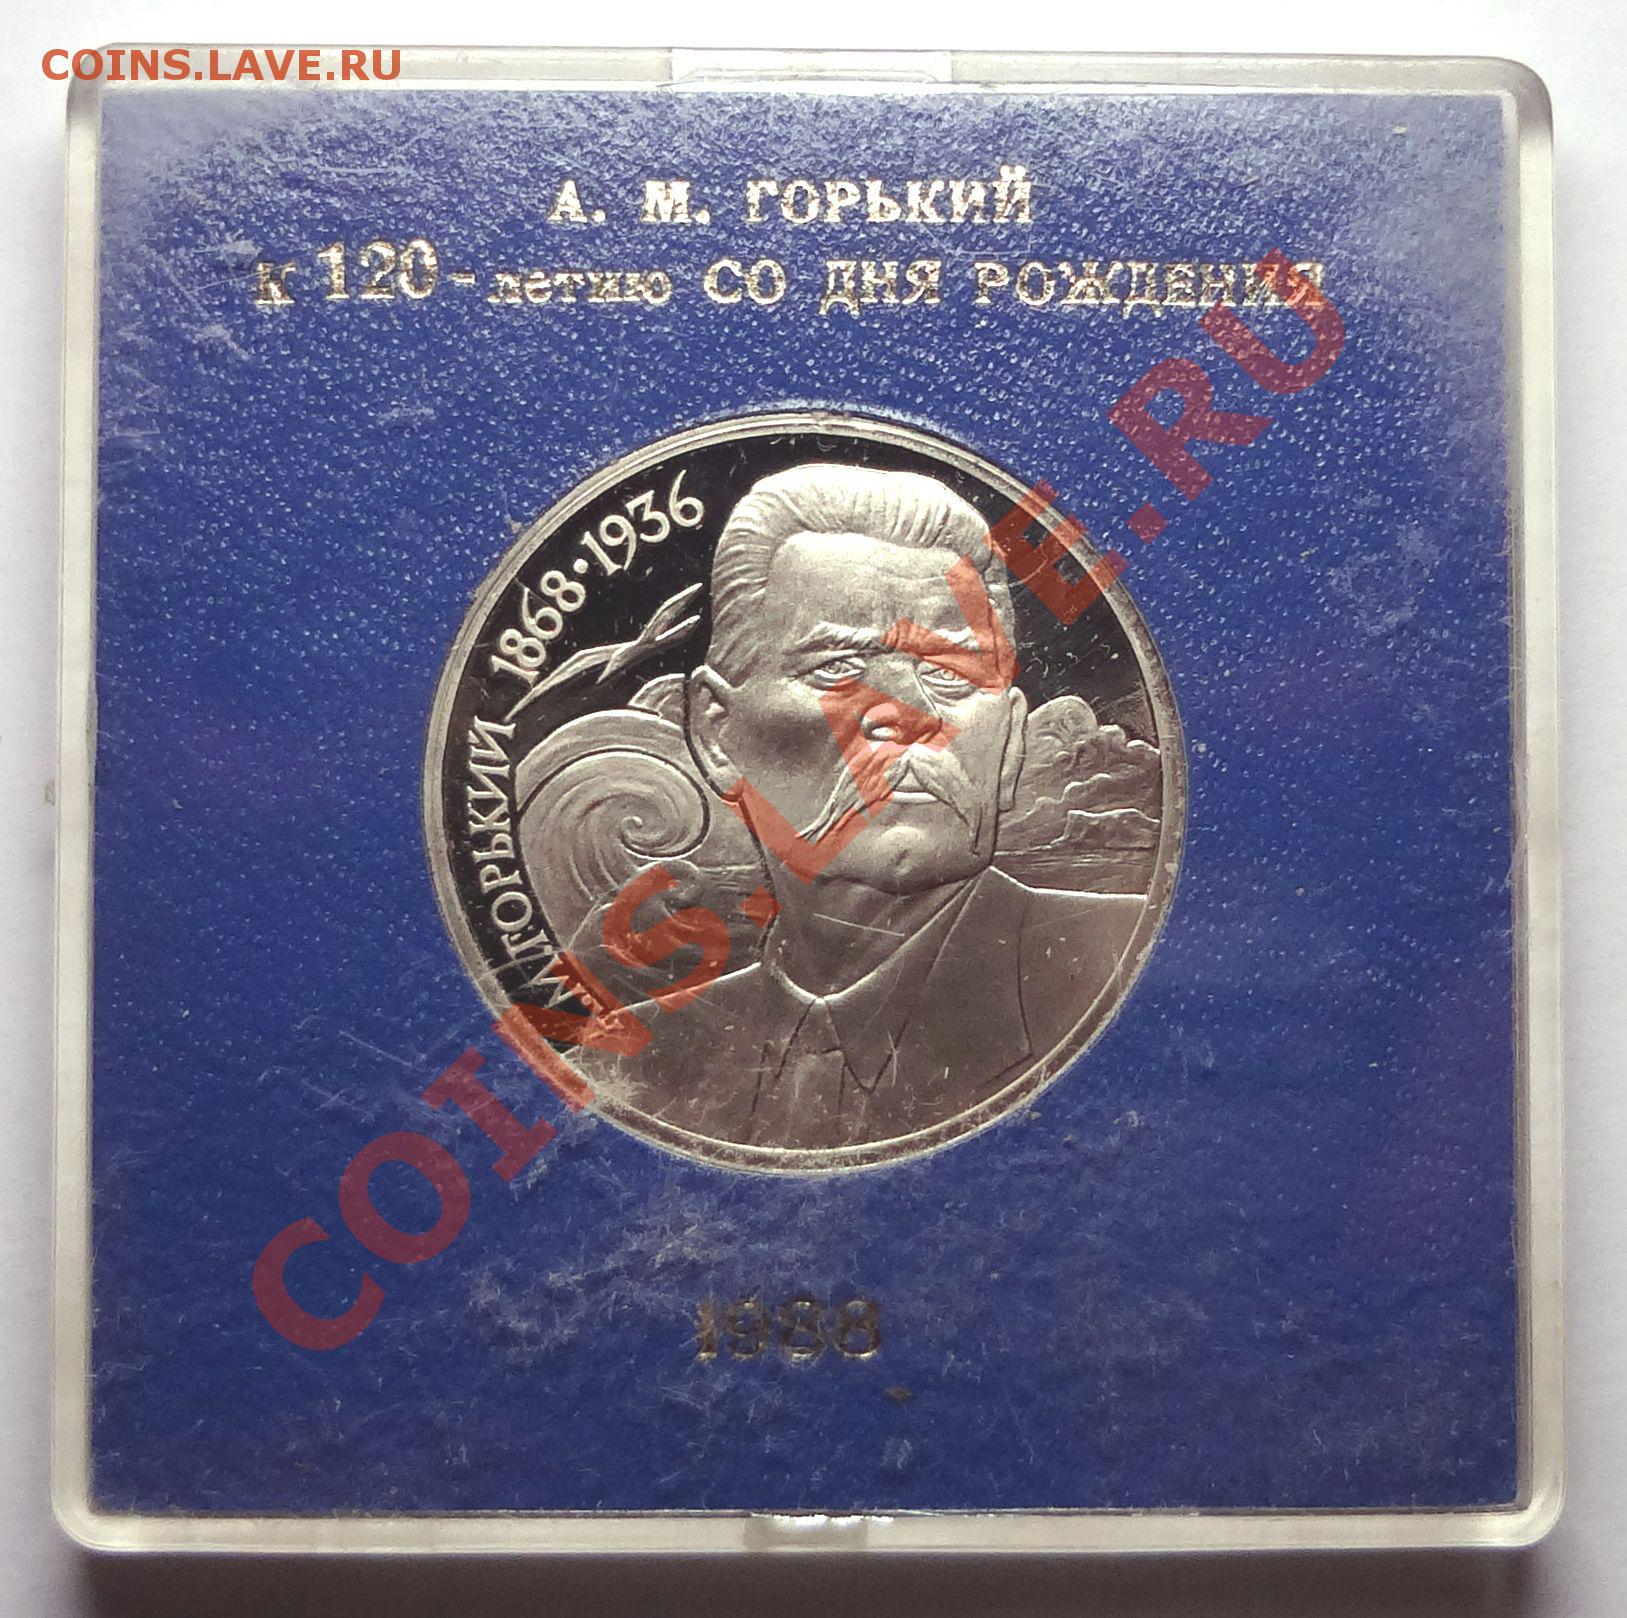 COINS.LAVE.RU
А. М. ГОРЬКИЙ
К 120-летию СО ДНЯ РОЖДЕНИЯ
А.М.ГОРЬКИЙ 1868·1936
1988
COINS.LAVE.RU